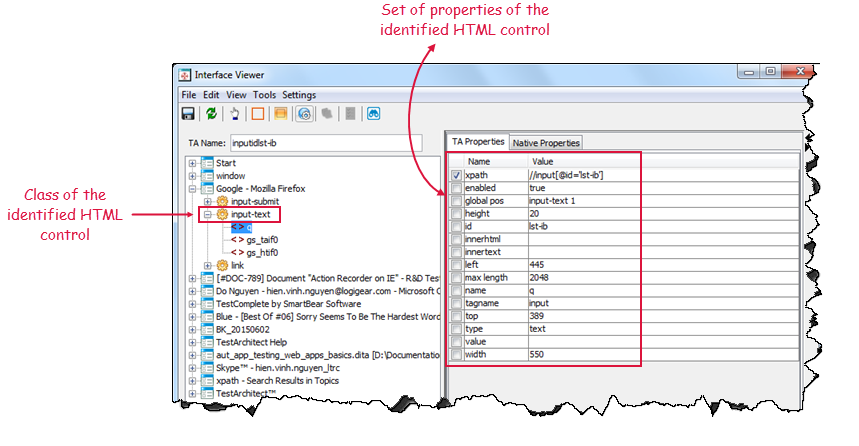 Set of properties of the
identified HTML control
Interface Viewer
File Edit View Tools Settings
TA Name: inputidlst-ib
Start
window
Google - Mozilla Firefox
input-submit
input-text
q
gs_taif0
gs_htif0
link
[#DOC-789] Document "Action Recorder on IE" - R&D Test
Do Nguyen - hien.vinh.nguyen@logigear.com - Microsoft O
TestComplete by SmartBear Software
Blue - [Best Of #06] Sorry Seems To Be The Hardest Word
BK_20150602
TestArchitect Help
aut_app_testing_web_apps_basics.dita [D:\Documentation
Skype™ - hien.vinh.nguyen_ltrc
xpath - Search Results in Topics
TestArchitect™
Class of the
identified HTML
control
TA Properties Native Properties
Name Value
xpath //input[@id='lst-ib']
enabled true
global pos input-text 1
height 20
id lst-ib
innerhtml
innertext
left 445
max length 2048
name q
tagname input
top 389
type text
value
width 550